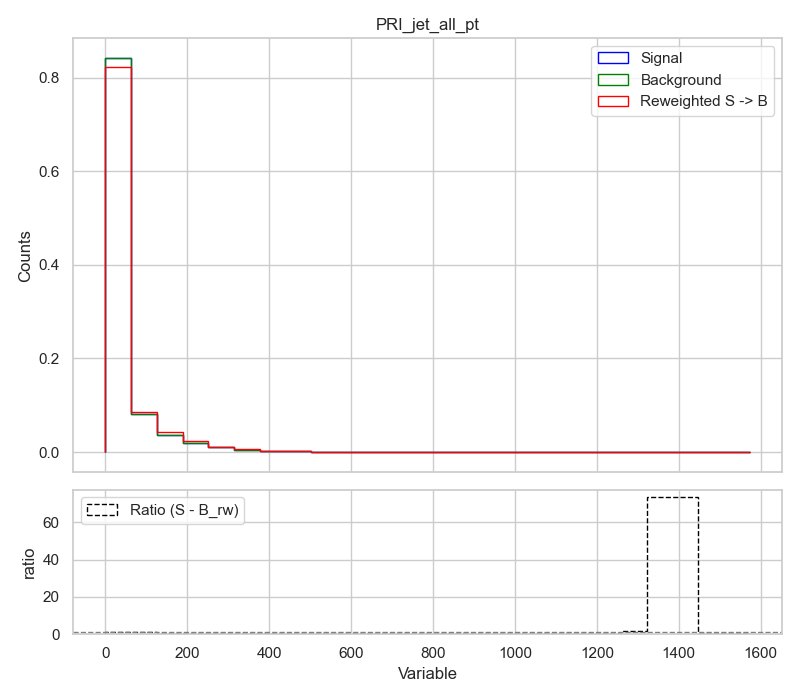 PRI_jet_all_pt
Signal
Background
Reweighted S -> B
0.8
0.6
0.4
0.2
0.0
Counts
Ratio (S - B_rw)
60
40
20
0
ratio
0 200 400 600 800 1000 1200 1400 1600
Variable